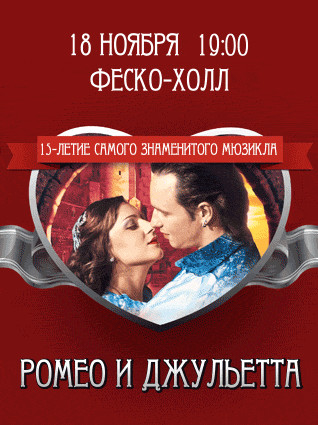 18 НОЯБРЯ 19:00
ФЕСКО-ХОЛЛ
15-ЛЕТИЕ САМОГО ЗНАМЕНИТОГО МЮЗИКЛА
РОМЕО И ДЖУЛЬЕТТА